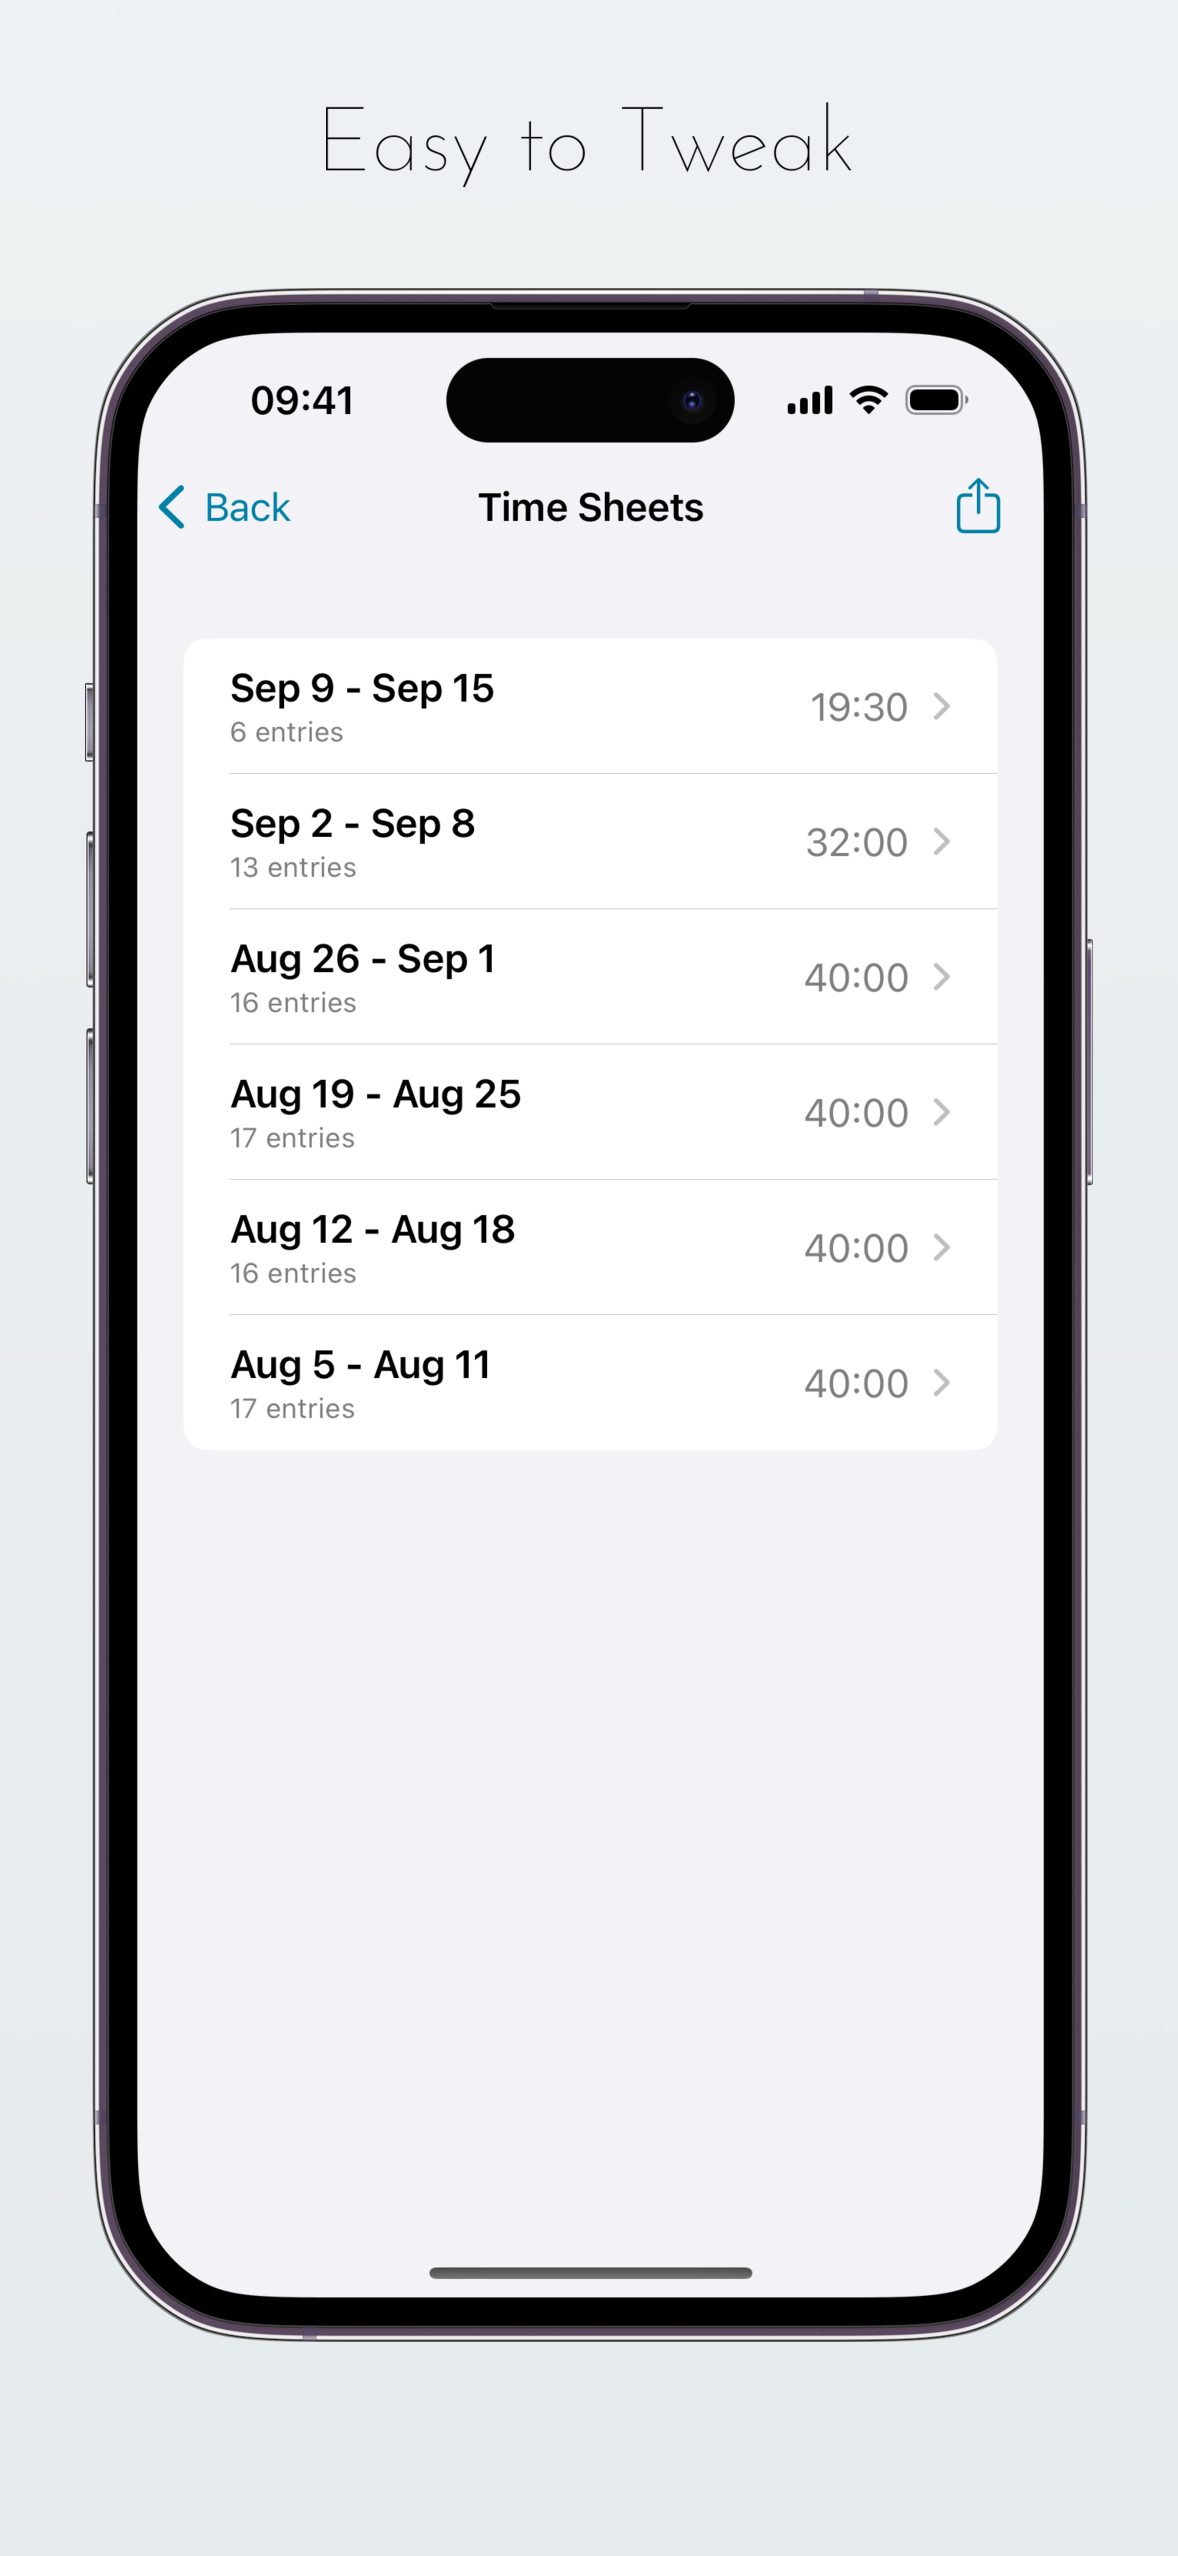 Easy to Tweak
09:41
Back
Time Sheets
Sep 9 - Sep 15
6 entries
19:30
Sep 2 - Sep 8
13 entries
32:00
Aug 26 - Sep 1
16 entries
40:00
Aug 19 - Aug 25
17 entries
40:00
Aug 12 - Aug 18
16 entries
40:00
Aug 5 - Aug 11
17 entries
40:00